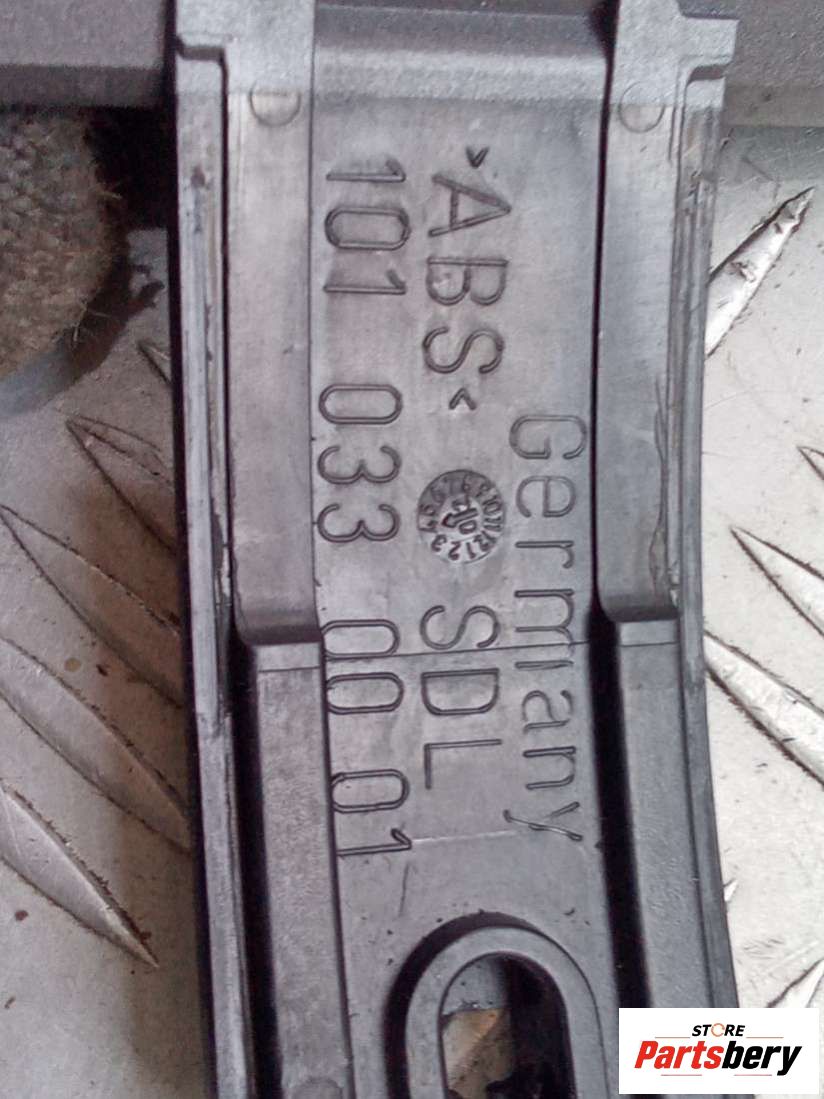 Germany
>ABS< SDL
101 033 00 01
STORE
Partsbery